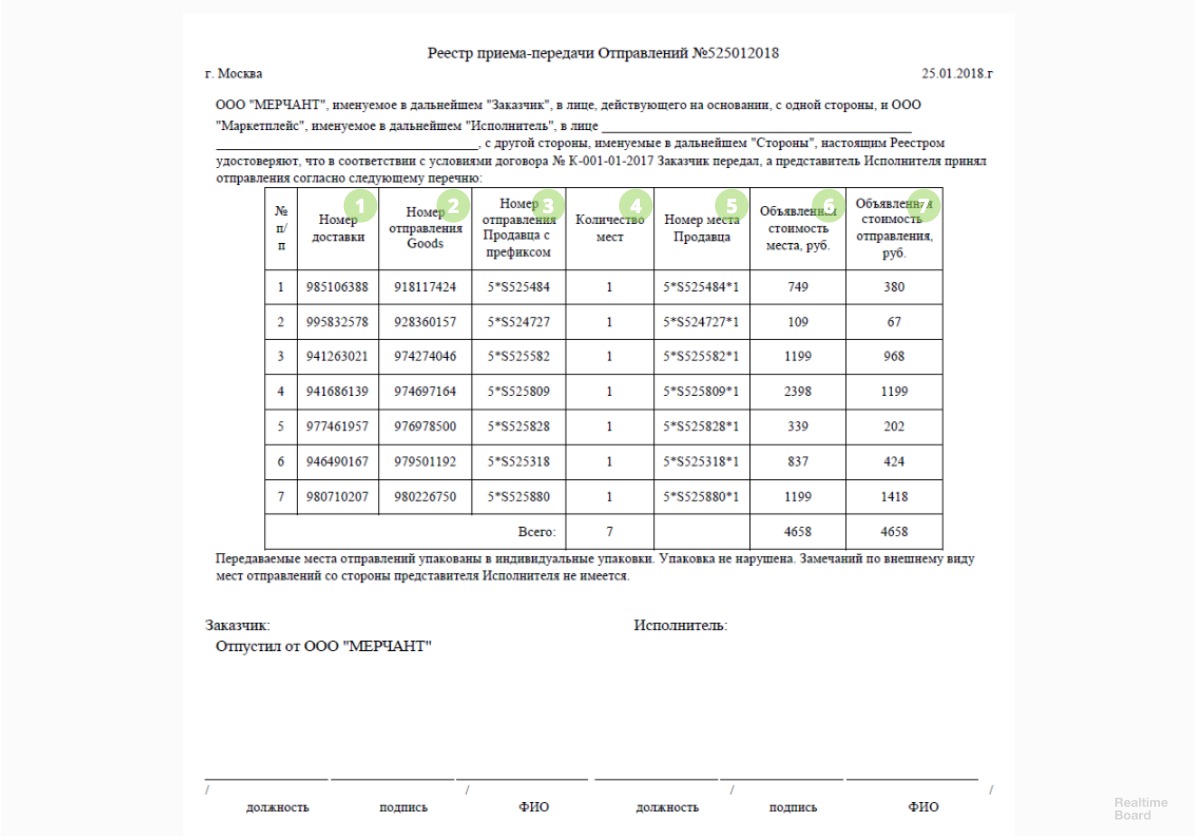 Реестр приема-передачи Отправлений №525012018
г. Москва 25.01.2018.г
ООО "МЕРЧАНТ", именуемое в дальнейшем "Заказчик", в лице, действующего на основании, с одной стороны, и ООО
"Маркетплейс", именуемое в дальнейшем "Исполнитель", в лице ____________________
____________________, с другой стороны, именуемые в дальнейшем "Стороны", настоящим Реестром
удостоверяют, что в соответствии с условиями договора № К-001-01-2017 Заказчик передал, а представитель Исполнителя принял
отправления согласно следующему перечню:
№ п/п Номер доставки 1 Номер отправления Goods 2 Номер отправления Продавца с префиксом 3 Количество мест 4 Номер места Продавца 5 Объявленная стоимость места, руб. 6 Объявленная стоимость отправления, руб. 7
1 985106388 918117424 5*S525484 1 5*S525484*1 749 380
2 995832578 928360157 5*S524727 1 5*S524727*1 109 67
3 941263021 974274046 5*S525582 1 5*S525582*1 1199 968
4 941686139 974697164 5*S525809 1 5*S525809*1 2398 1199
5 977461957 976978500 5*S525828 1 5*S525828*1 339 202
6 946490167 979501192 5*S525318 1 5*S525318*1 837 424
7 980710207 980226750 5*S525880 1 5*S525880*1 1199 1418
Всего: 7 4658 4658
Передаваемые места отправлений упакованы в индивидуальные упаковки. Упаковка не нарушена. Замечаний по внешнему виду
мест отправлений со стороны представителя Исполнителя не имеется.
Заказчик: Исполнитель:
Отпустил от ООО "МЕРЧАНТ"
/ / / /
должность подпись ФИО должность подпись ФИО
Realtime
Board